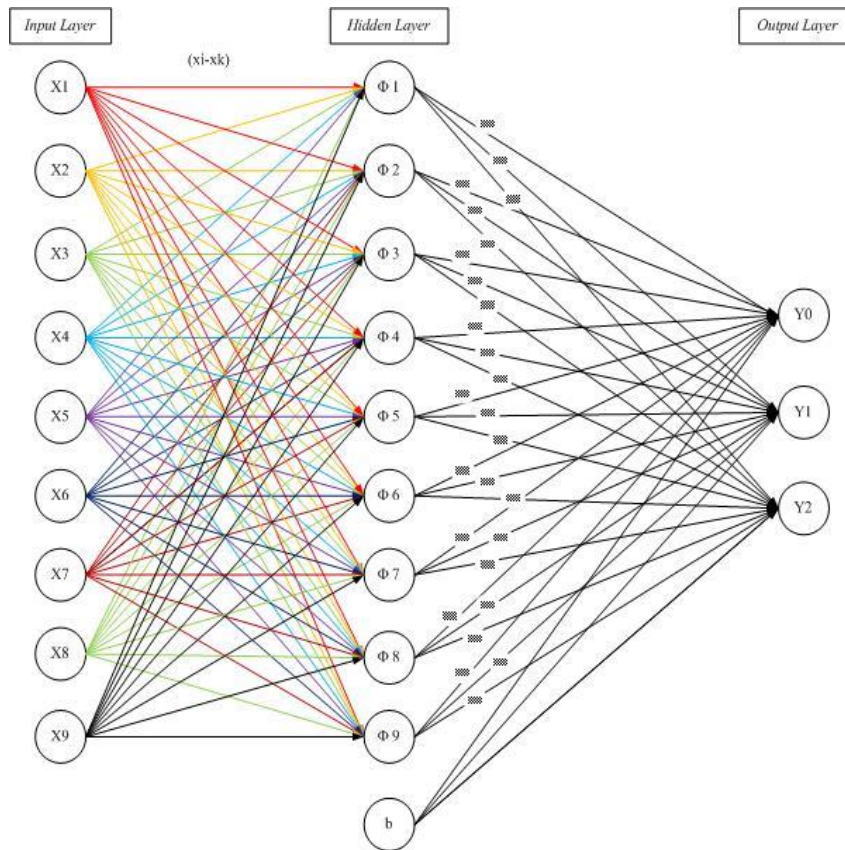 Input Layer
Hidden Layer
Output Layer
(xi-xk)
X1
X2
X3
X4
X5
X6
X7
X8
X9
Φ 1
Φ 2
Φ 3
Φ 4
Φ 5
Φ 6
Φ 7
Φ 8
Φ 9
b
Y0
Y1
Y2